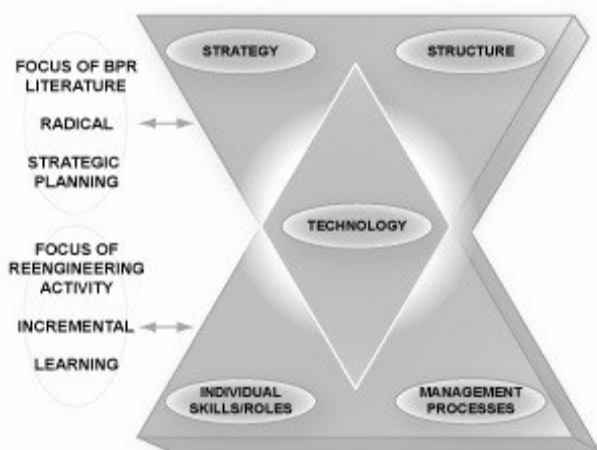 STRATEGY
STRUCTURE
FOCUS OF BPR
LITERATURE
RADICAL
STRATEGIC
PLANNING
TECHNOLOGY
FOCUS OF
REENGINEERING
ACTIVITY
INCREMENTAL
LEARNING
INDIVIDUAL
SKILLS/ROLES
MANAGEMENT
PROCESSES